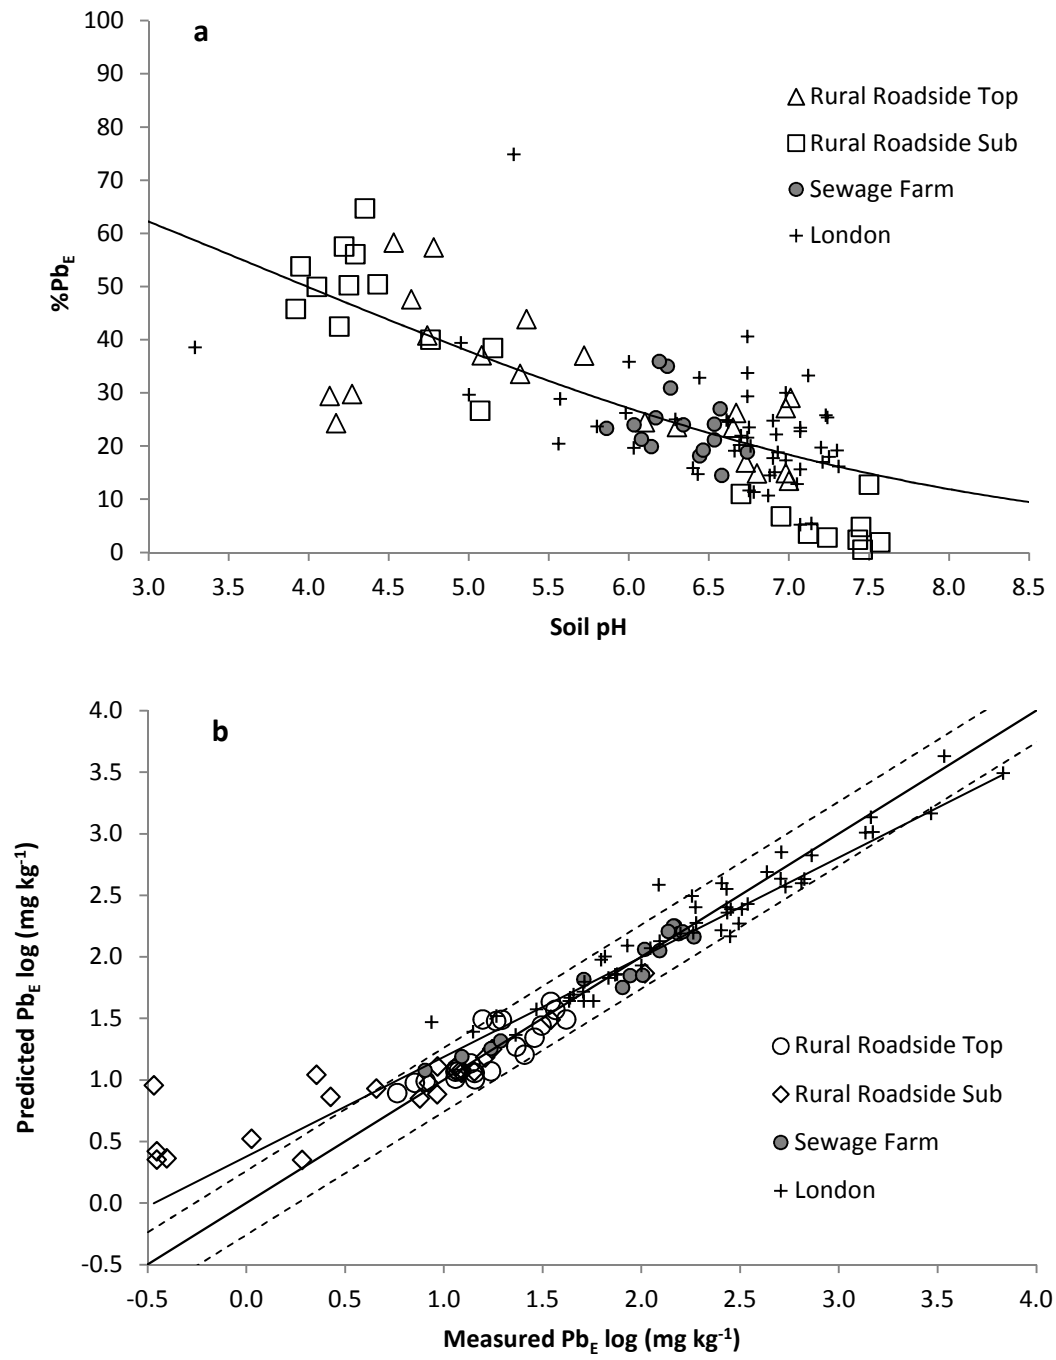 a
100
90
80
70
60
50
40
30
20
10
0
%PbE
Rural Roadside Top
Rural Roadside Sub
Sewage Farm
London
3.0 3.5 4.0 4.5 5.0 5.5 6.0 6.5 7.0 7.5 8.0 8.5
Soil pH
b
4.0
3.5
3.0
2.5
2.0
1.5
1.0
0.5
0.0
-0.5
Predicted PbE log (mg kg-1)
Rural Roadside Top
Rural Roadside Sub
Sewage Farm
London
-0.5 0.0 0.5 1.0 1.5 2.0 2.5 3.0 3.5 4.0
Measured PbE log (mg kg-1)